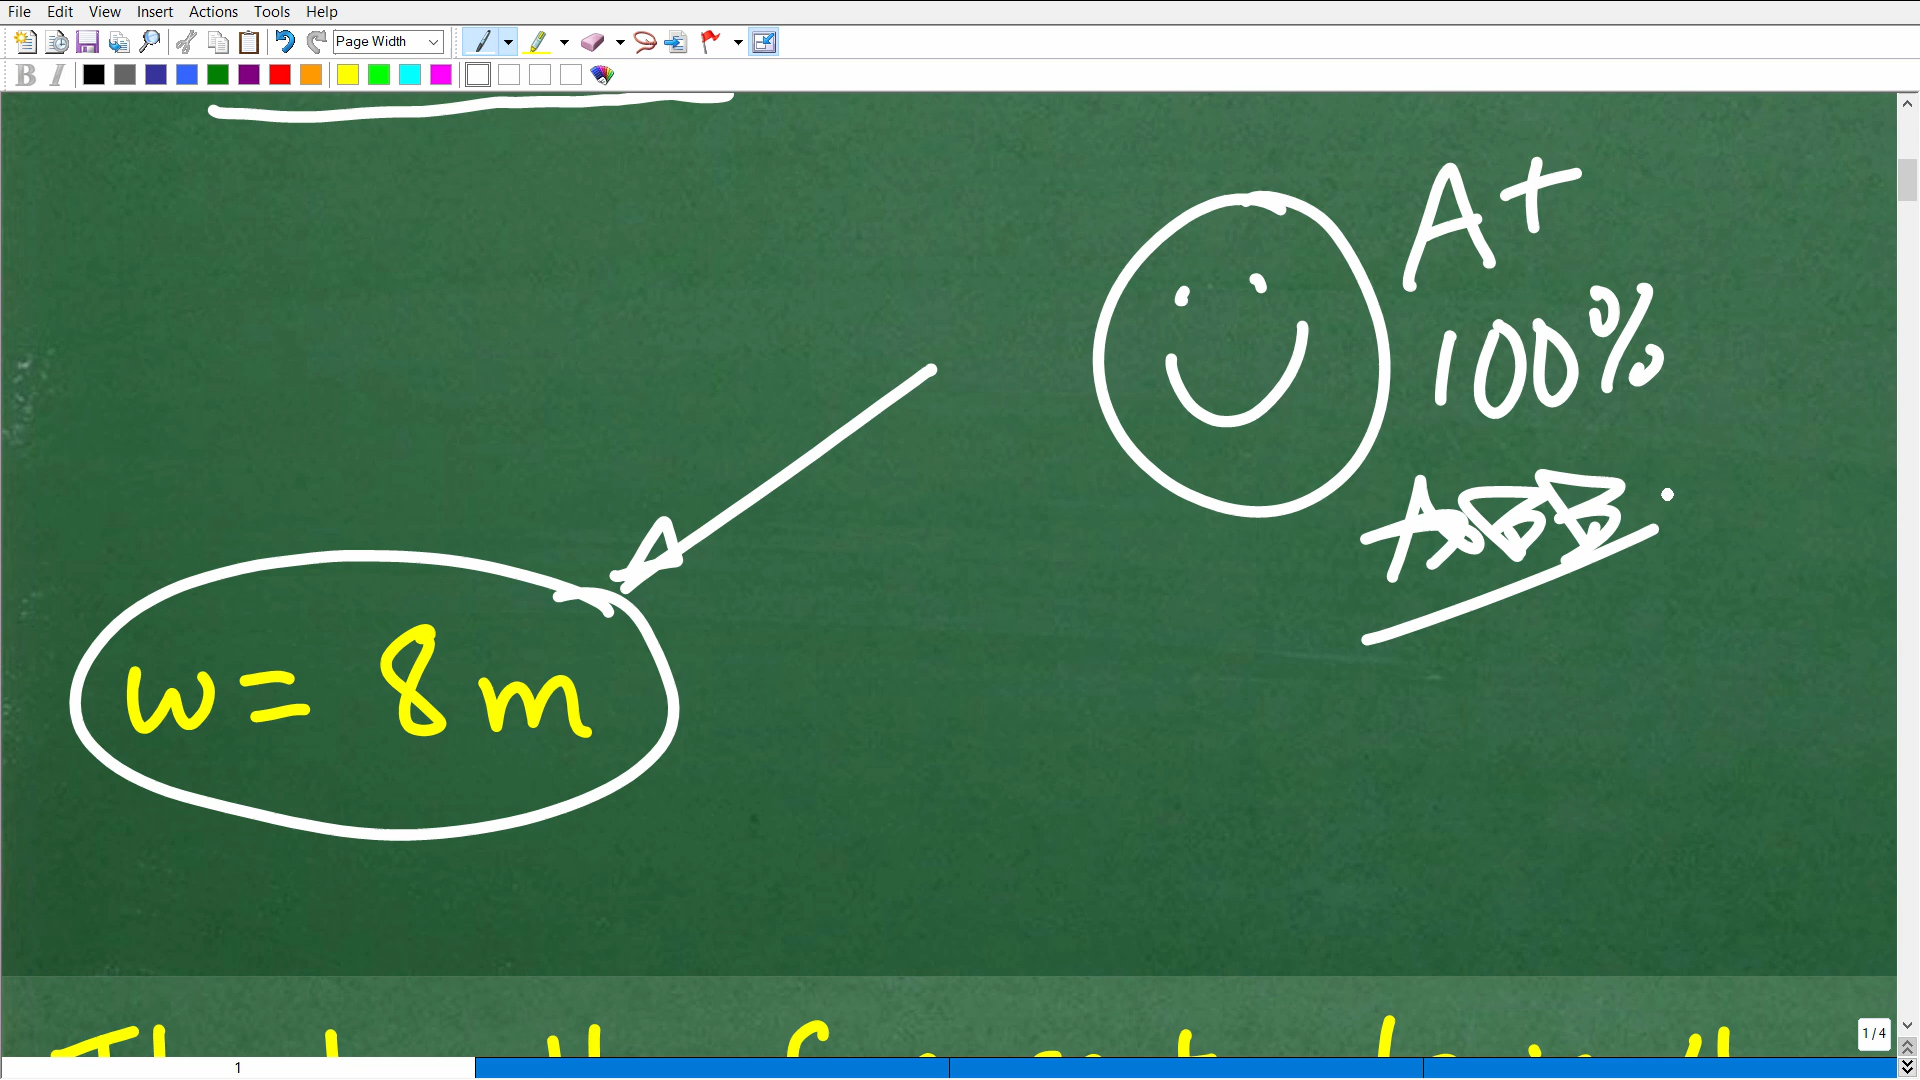 File Edit View Insert Actions Tools Help
Page Width
B I
A+
100%
w = 8 m
1 / 4
1